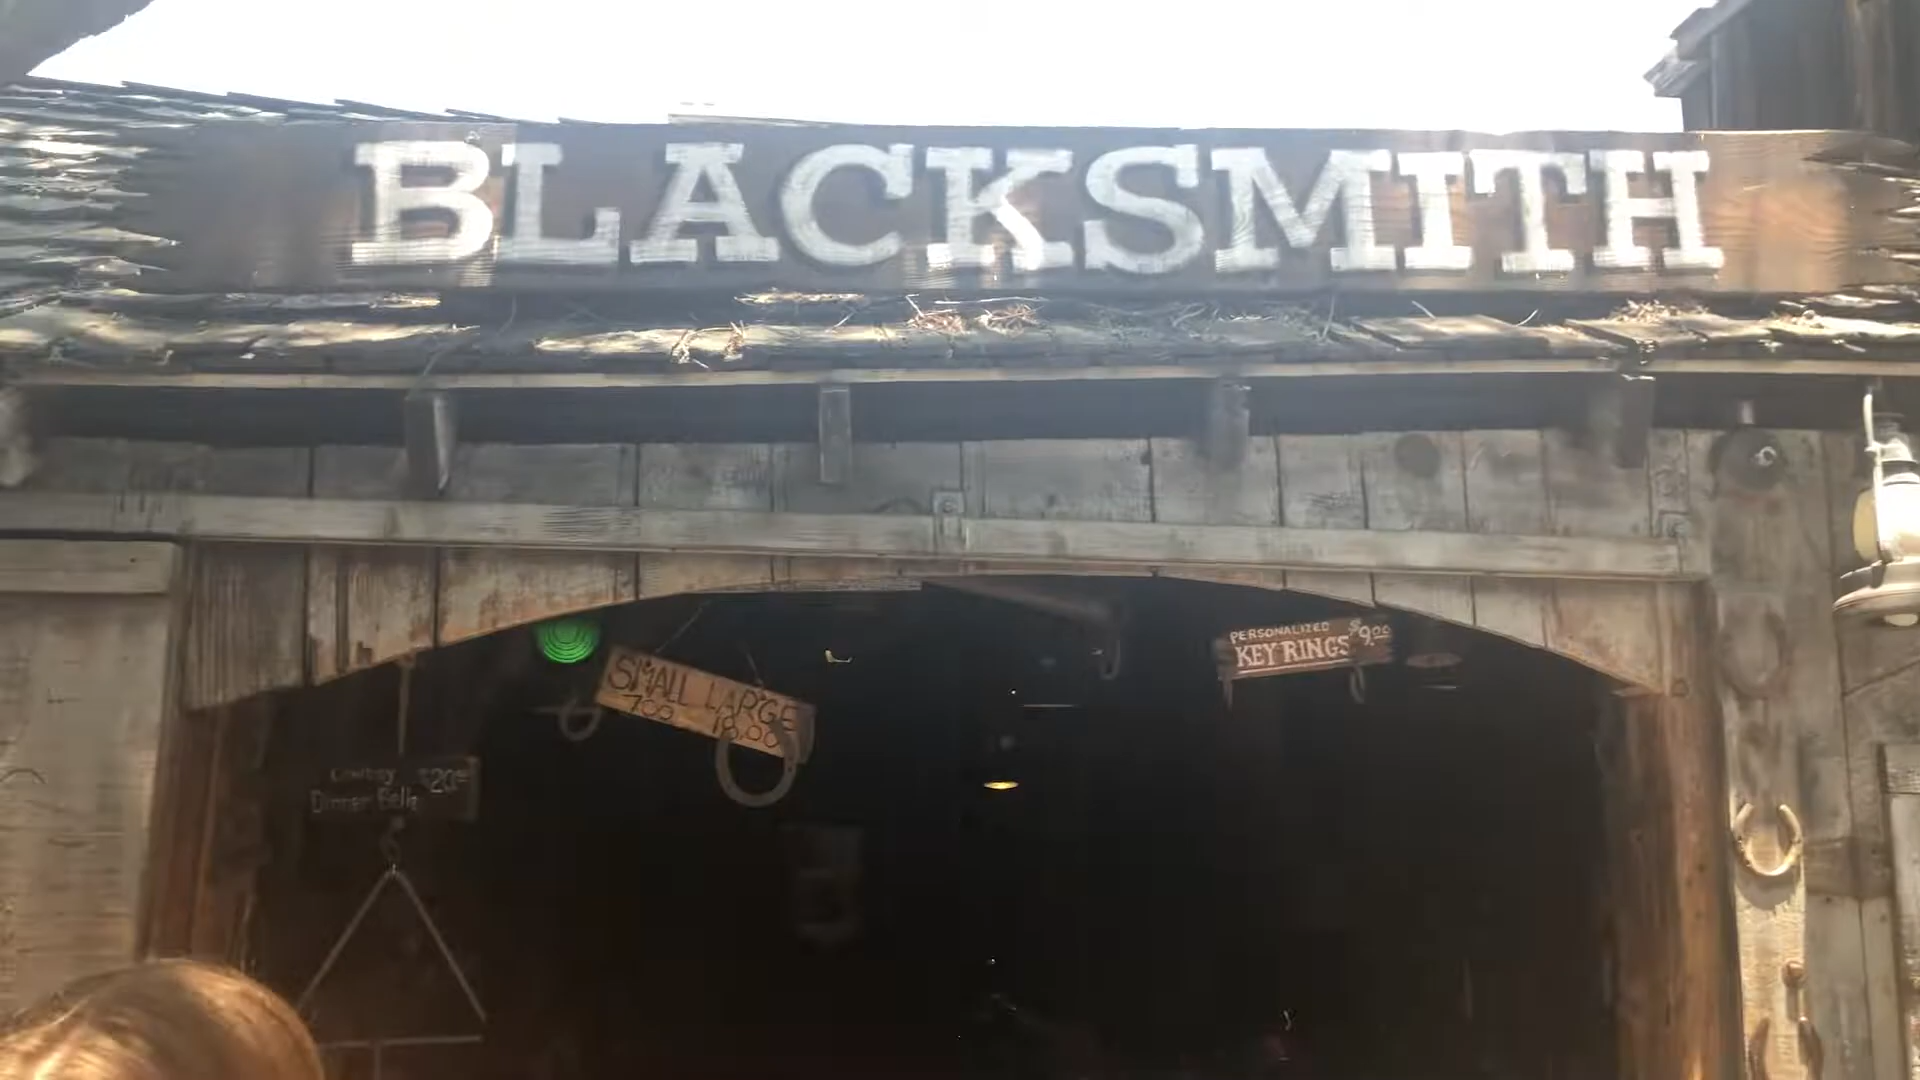 BLACKSMITH
PERSONALIZED $9.00
KEY RINGS
SMALL LARGE
7.00 18.00
Cowboy $20.00
Dinner Bells